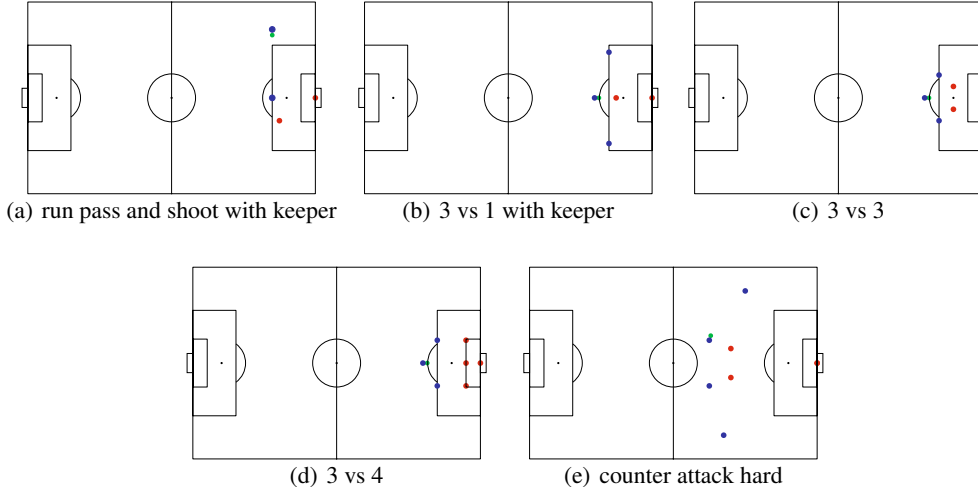 (a) run pass and shoot with keeper
(b) 3 vs 1 with keeper
(c) 3 vs 3
(d) 3 vs 4
(e) counter attack hard